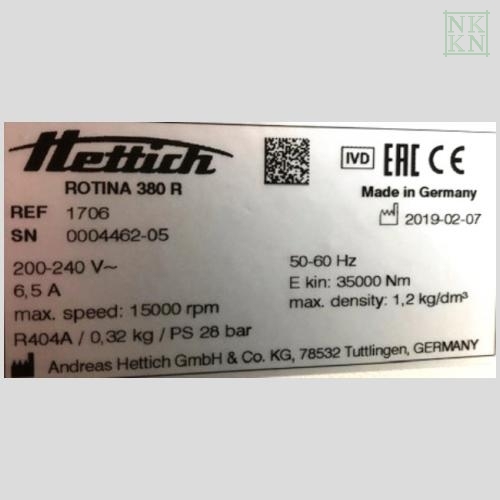 NK
KN
Hettich
ROTINA 380 R
IVD EAC CE
Made in Germany
REF 1706
2019-02-07
SN 0004462-05
200-240 V~ 50-60 Hz
6,5 A E kin: 35000 Nm
max. speed: 15000 rpm max. density: 1,2 kg/dm³
R404A / 0,32 kg / PS 28 bar
Andreas Hettich GmbH & Co. KG, 78532 Tuttlingen, GERMANY